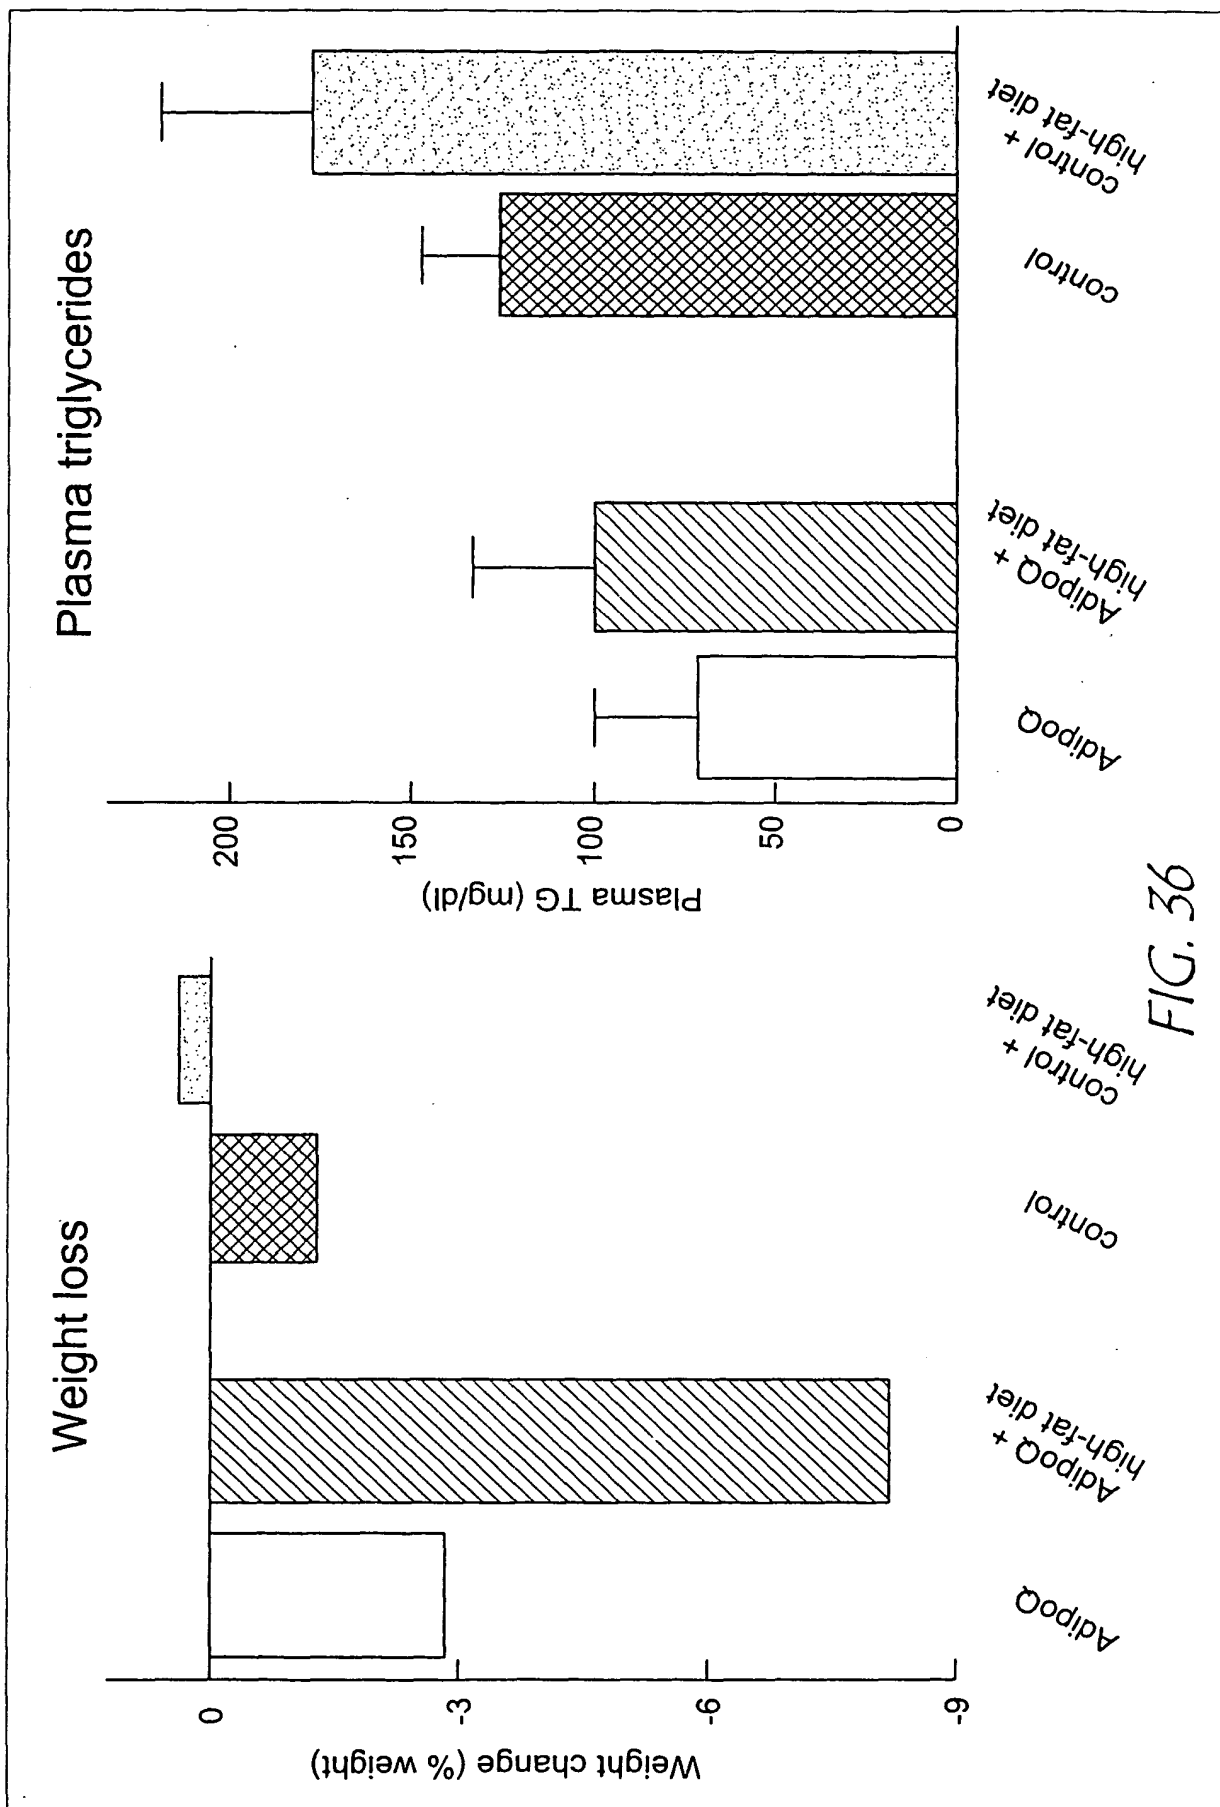 Weight loss
Weight change (% weight)
0
-3
-6
-9
AdipoQ
AdipoQ +
high-fat diet
control
control +
high-fat diet
Plasma triglycerides
Plasma TG (mg/dl)
200
150
100
50
0
AdipoQ
AdipoQ +
high-fat diet
control
control +
high-fat diet
FIG. 36